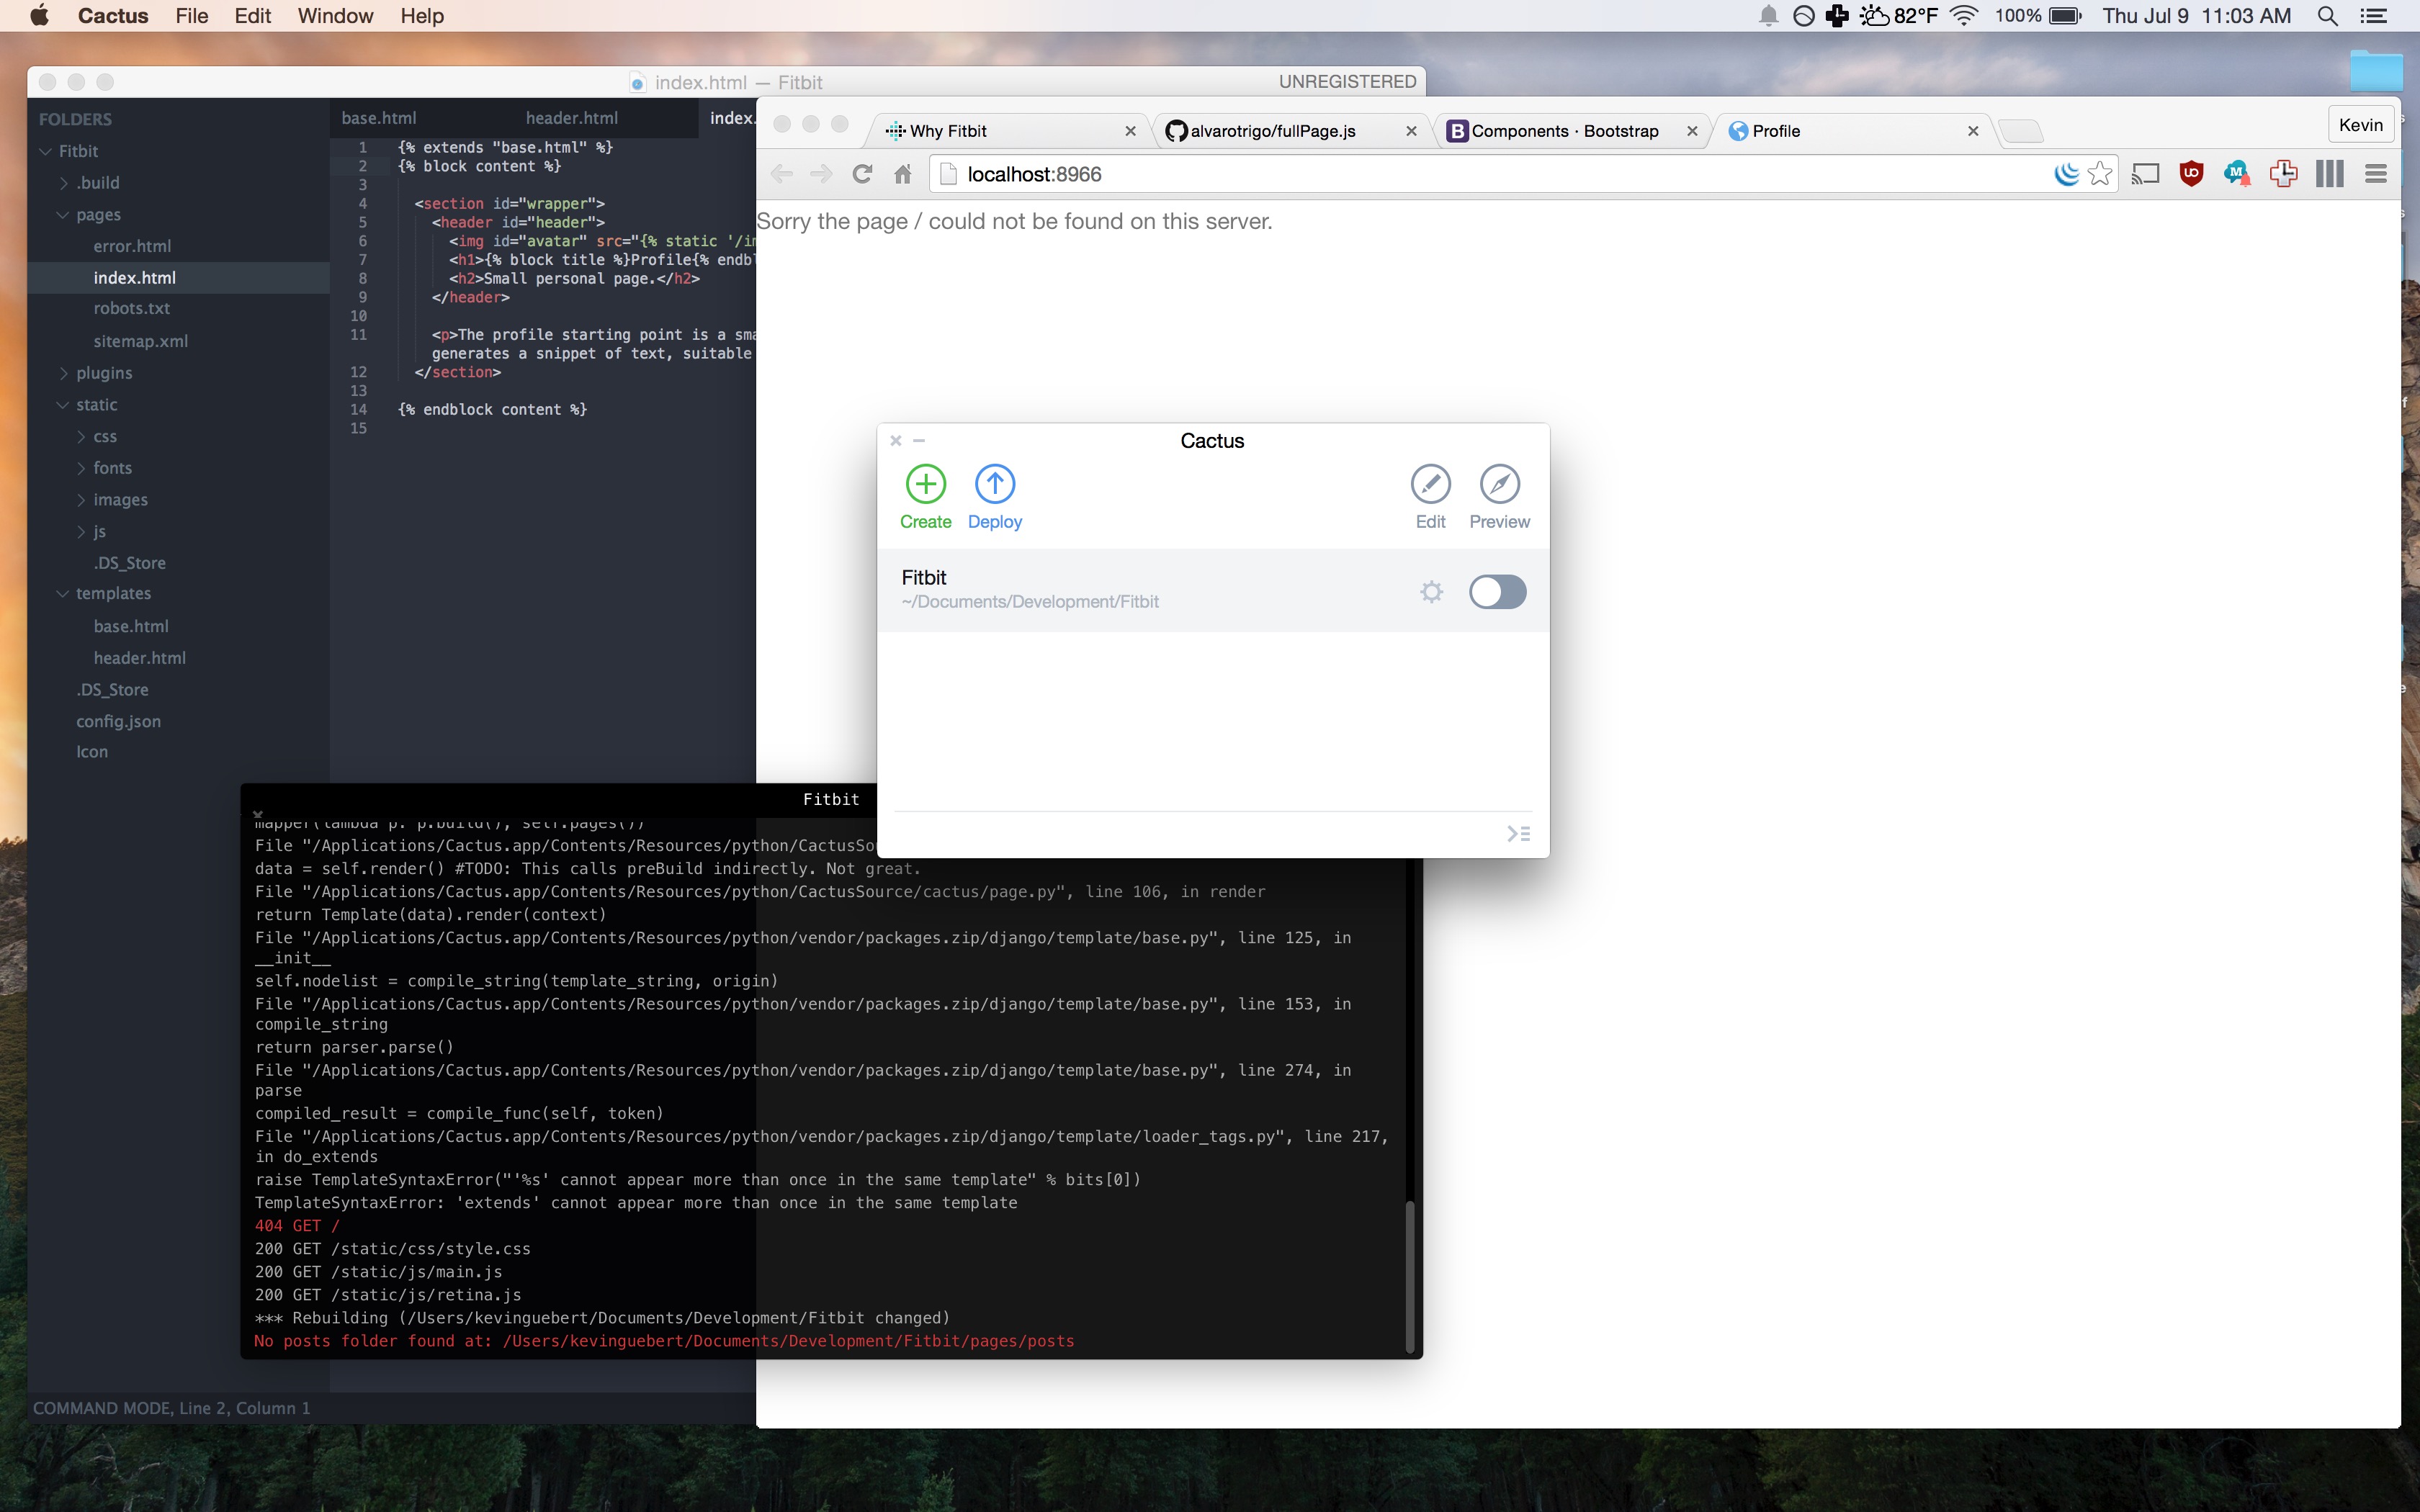 Cactus File Edit Window Help
82°F 100% Thu Jul 9 11:03 AM
index.html — Fitbit
UNREGISTERED
FOLDERS
Fitbit
.build
pages
error.html
index.html
robots.txt
sitemap.xml
plugins
static
css
fonts
images
js
.DS_Store
templates
base.html
header.html
.DS_Store
config.json
Icon
base.html header.html index.
1 {% extends "base.html" %}
2 {% block content %}
3
4 <section id="wrapper">
5 <header id="header">
6 <img id="avatar" src="{% static '/im
7 <h1>{% block title %}Profile{% endbl
8 <h2>Small personal page.</h2>
9 </header>
10
11 <p>The profile starting point is a sma
generates a snippet of text, suitable
12 </section>
13
14 {% endblock content %}
15
COMMAND MODE, Line 2, Column 1
Why Fitbit
alvarotrigo/fullPage.js
B Components · Bootstrap
Profile
Kevin
localhost:8966
Sorry the page / could not be found on this server.
Cactus
Create Deploy Edit Preview
Fitbit
~/Documents/Development/Fitbit
Fitbit
mapper(lambda p: p.build(), self.pages())
File "/Applications/Cactus.app/Contents/Resources/python/CactusSou
data = self.render() #TODO: This calls preBuild indirectly. Not great.
File "/Applications/Cactus.app/Contents/Resources/python/CactusSource/cactus/page.py", line 106, in render
return Template(data).render(context)
File "/Applications/Cactus.app/Contents/Resources/python/vendor/packages.zip/django/template/base.py", line 125, in
__init__
self.nodelist = compile_string(template_string, origin)
File "/Applications/Cactus.app/Contents/Resources/python/vendor/packages.zip/django/template/base.py", line 153, in
compile_string
return parser.parse()
File "/Applications/Cactus.app/Contents/Resources/python/vendor/packages.zip/django/template/base.py", line 274, in
parse
compiled_result = compile_func(self, token)
File "/Applications/Cactus.app/Contents/Resources/python/vendor/packages.zip/django/template/loader_tags.py", line 217,
in do_extends
raise TemplateSyntaxError("'%s' cannot appear more than once in the same template" % bits[0])
TemplateSyntaxError: 'extends' cannot appear more than once in the same template
404 GET /
200 GET /static/css/style.css
200 GET /static/js/main.js
200 GET /static/js/retina.js
*** Rebuilding (/Users/kevinguebert/Documents/Development/Fitbit changed)
No posts folder found at: /Users/kevinguebert/Documents/Development/Fitbit/pages/posts